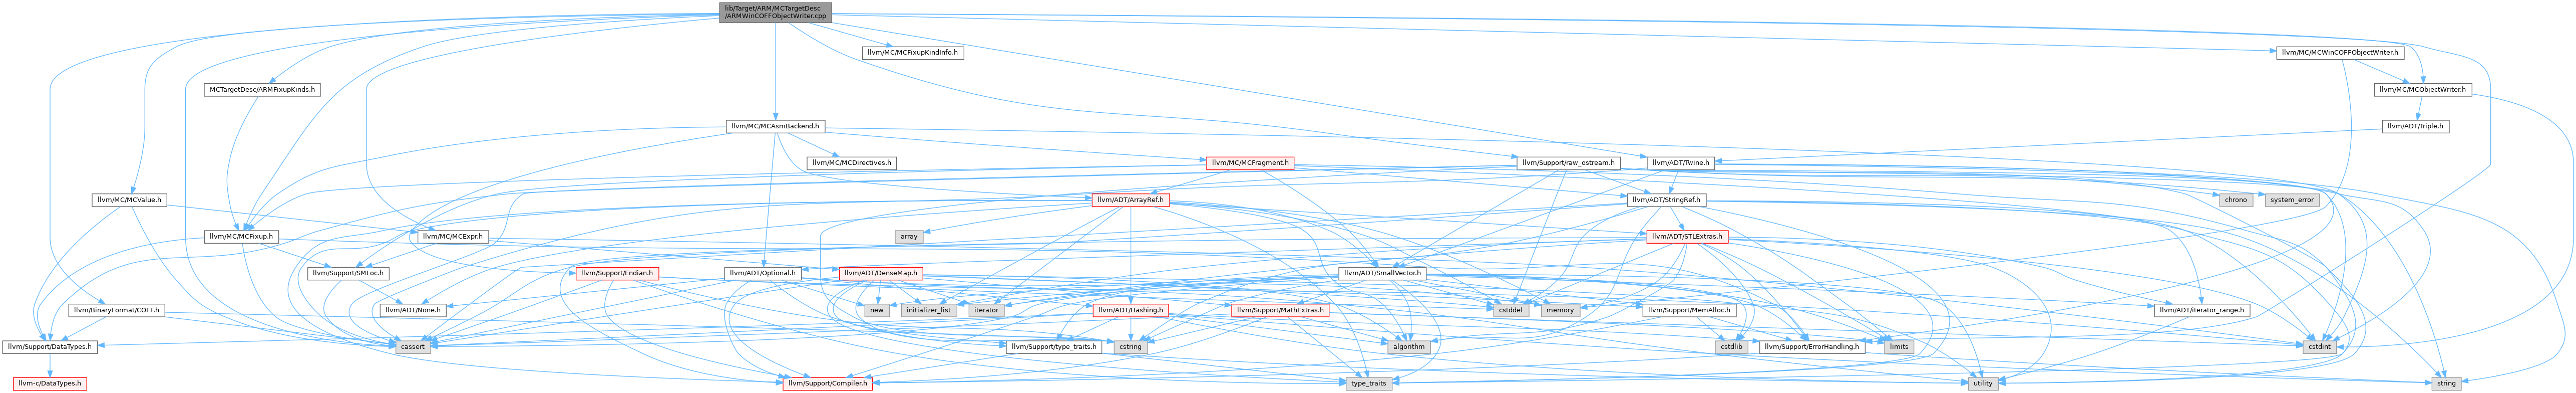 lib/Target/ARM/MCTargetDesc
/ARMWinCOFFObjectWriter.cpp
llvm/MC/MCFixupKindInfo.h
llvm/MC/MCWinCOFFObjectWriter.h
MCTargetDesc/ARMFixupKinds.h
llvm/MC/MCObjectWriter.h
llvm/MC/MCAsmBackend.h
llvm/ADT/Triple.h
llvm/MC/MCDirectives.h
llvm/MC/MCFragment.h
llvm/Support/raw_ostream.h
llvm/ADT/Twine.h
llvm/MC/MCValue.h
llvm/ADT/ArrayRef.h
llvm/ADT/StringRef.h
chrono
system_error
llvm/MC/MCFixup.h
llvm/MC/MCExpr.h
array
llvm/ADT/STLExtras.h
llvm/Support/SMLoc.h
llvm/Support/Endian.h
llvm/ADT/Optional.h
llvm/ADT/DenseMap.h
llvm/ADT/SmallVector.h
llvm/BinaryFormat/COFF.h
llvm/ADT/None.h
new
initializer_list
iterator
llvm/ADT/Hashing.h
llvm/Support/MathExtras.h
cstddef
memory
llvm/Support/MemAlloc.h
llvm/ADT/iterator_range.h
llvm/Support/DataTypes.h
cassert
llvm/Support/type_traits.h
cstring
algorithm
cstdlib
llvm/Support/ErrorHandling.h
limits
cstdint
llvm-c/DataTypes.h
llvm/Support/Compiler.h
type_traits
utility
string